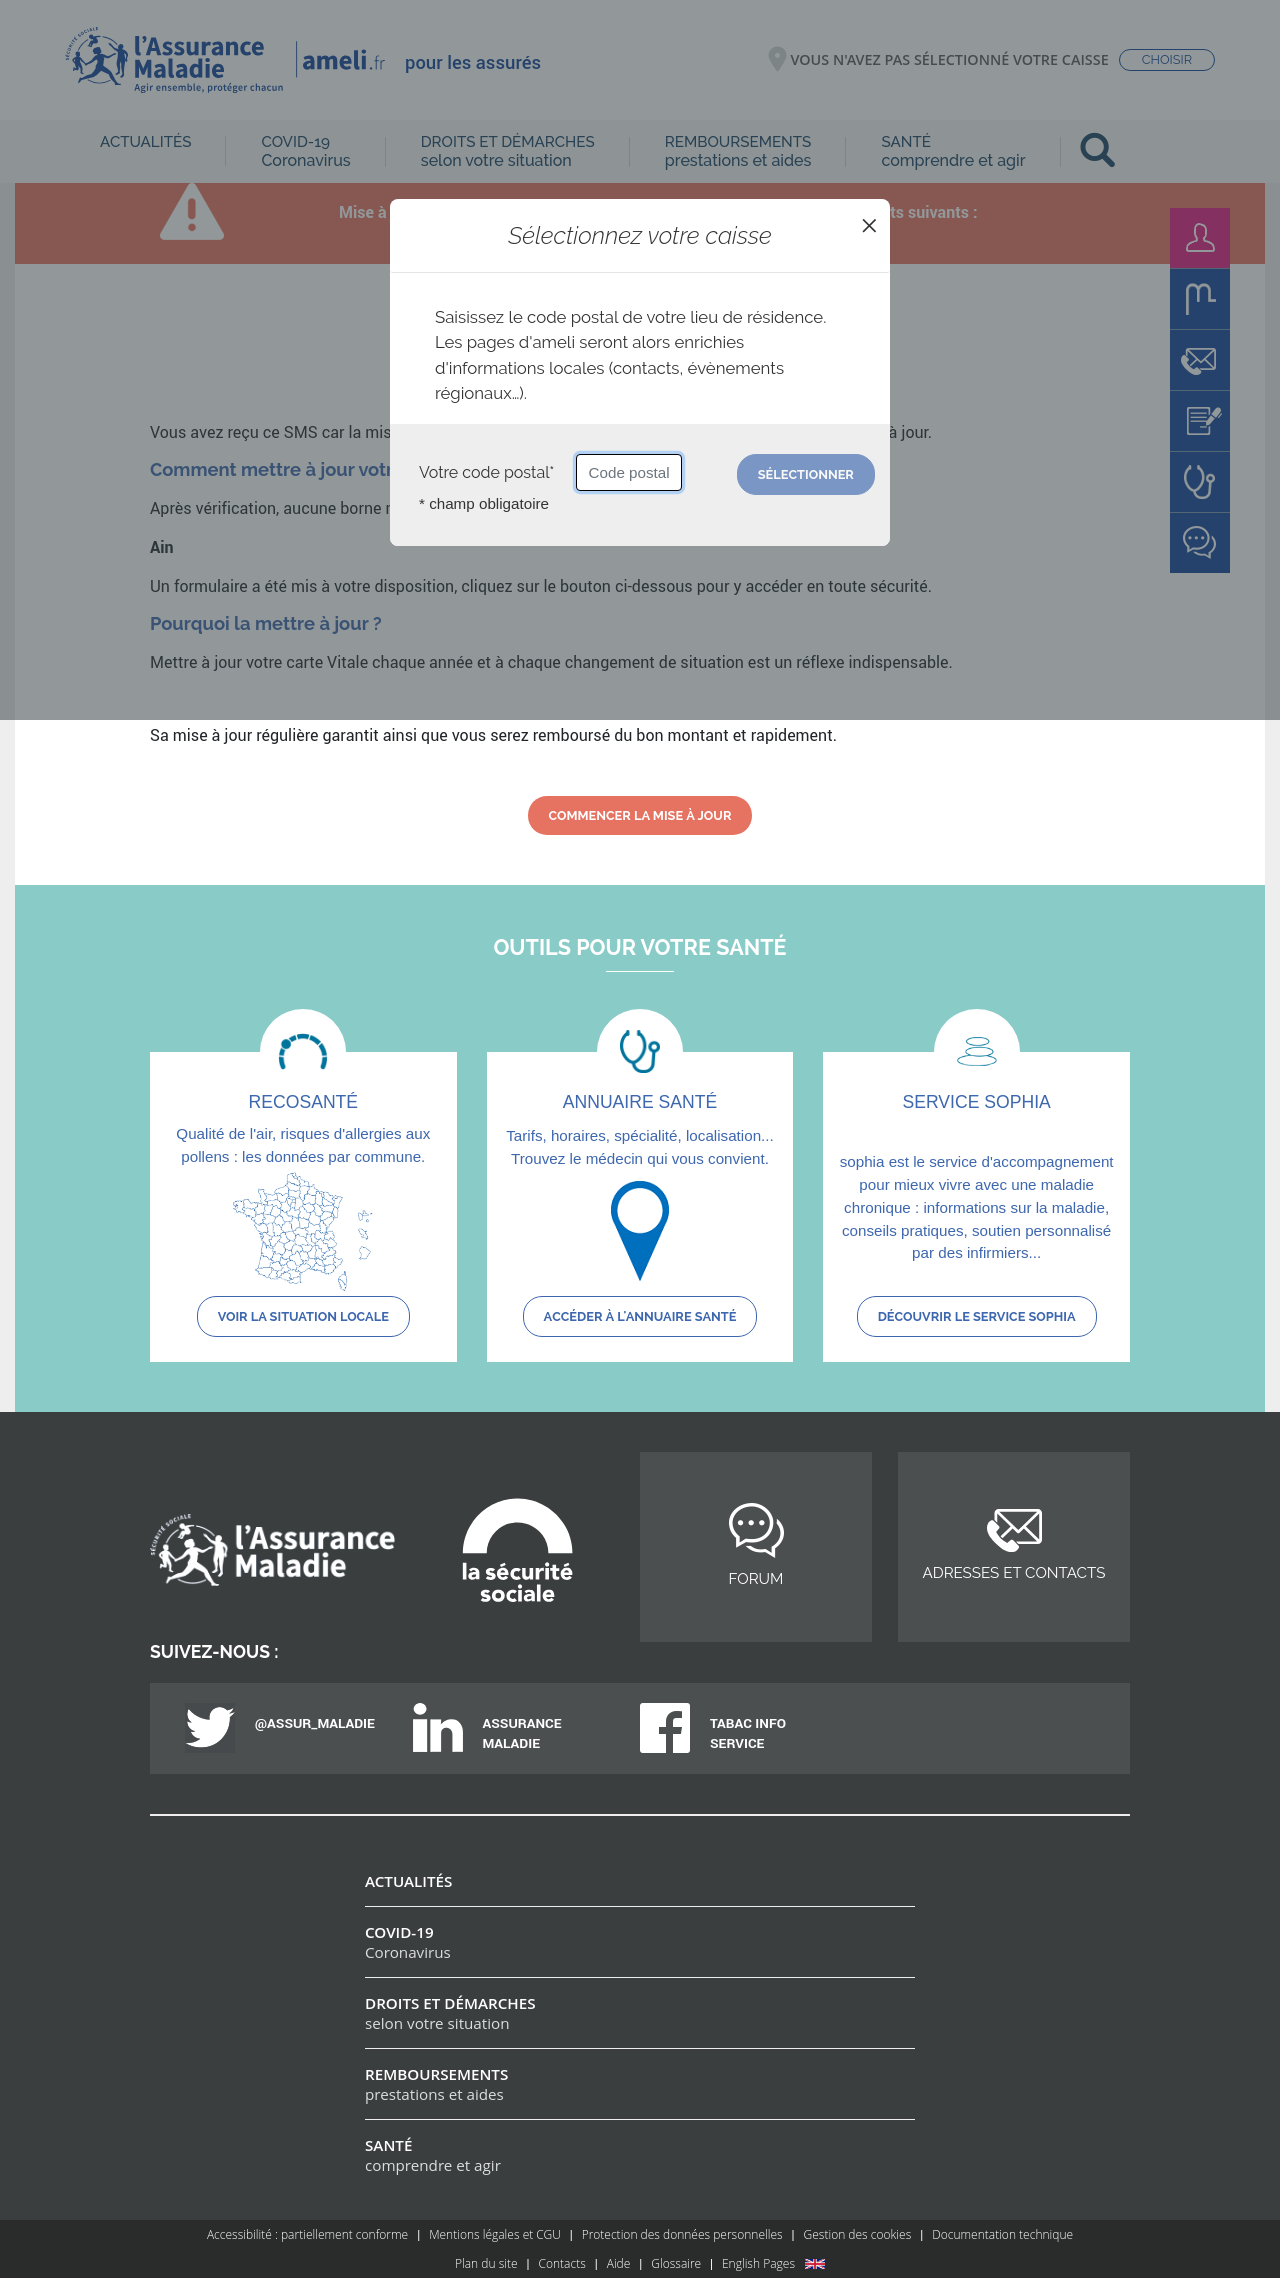 SÉCURITÉ SOCIALE
l'Assurance
Maladie
Agir ensemble, protéger chacun
ameli.fr
pour les assurés
VOUS N'AVEZ PAS SÉLECTIONNÉ VOTRE CAISSE
CHOISIR
ACTUALITÉS
COVID-19
Coronavirus
DROITS ET DÉMARCHES
selon votre situation
REMBOURSEMENTS
prestations et aides
SANTÉ
comprendre et agir
Mise à
ts suivants :
Sélectionnez votre caisse
Saisissez le code postal de votre lieu de résidence.
Les pages d'ameli seront alors enrichies
d'informations locales (contacts, évènements
régionaux…).
Votre code postal*
Code postal
SÉLECTIONNER
* champ obligatoire
Vous avez reçu ce SMS car la mis
à jour.
Comment mettre à jour votr
Après vérification, aucune borne
Ain
Un formulaire a été mis à votre disposition, cliquez sur le bouton ci-dessous pour y accéder en toute sécurité.
Pourquoi la mettre à jour ?
Mettre à jour votre carte Vitale chaque année et à chaque changement de situation est un réflexe indispensable.
Sa mise à jour régulière garantit ainsi que vous serez remboursé du bon montant et rapidement.
COMMENCER LA MISE À JOUR
OUTILS POUR VOTRE SANTÉ
RECOSANTÉ
Qualité de l'air, risques d'allergies aux
pollens : les données par commune.
VOIR LA SITUATION LOCALE
ANNUAIRE SANTÉ
Tarifs, horaires, spécialité, localisation...
Trouvez le médecin qui vous convient.
ACCÉDER À L'ANNUAIRE SANTÉ
SERVICE SOPHIA
sophia est le service d'accompagnement
pour mieux vivre avec une maladie
chronique : informations sur la maladie,
conseils pratiques, soutien personnalisé
par des infirmiers...
DÉCOUVRIR LE SERVICE SOPHIA
SÉCURITÉ SOCIALE
l'Assurance
Maladie
la sécurité
sociale
FORUM
ADRESSES ET CONTACTS
SUIVEZ-NOUS :
@ASSUR_MALADIE
ASSURANCE
MALADIE
TABAC INFO
SERVICE
ACTUALITÉS
COVID-19
Coronavirus
DROITS ET DÉMARCHES
selon votre situation
REMBOURSEMENTS
prestations et aides
SANTÉ
comprendre et agir
Accessibilité : partiellement conforme | Mentions légales et CGU | Protection des données personnelles | Gestion des cookies | Documentation technique
Plan du site | Contacts | Aide | Glossaire | English Pages